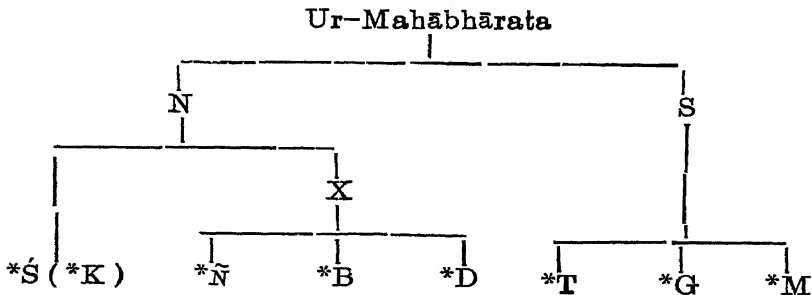 Ur-Mahābhārata
N S
X
*Ś (*K) *Ñ *B *D *T *G *M